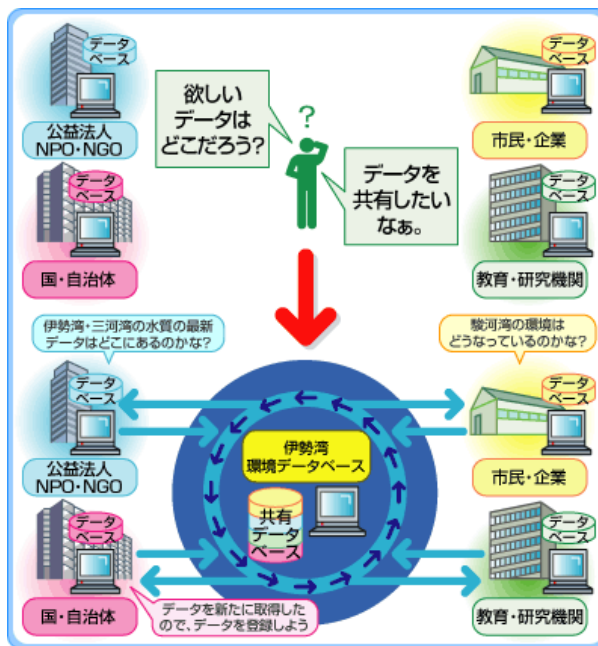 データ
ベース
公益法人
NPO・NGO
欲しい
データは
どこだろう?
?
データ
ベース
市民・企業
データ
ベース
国・自治体
データを
共有したい
なぁ。
データ
ベース
教育・研究機関
伊勢湾・三河湾の水質の最新
データはどこにあるのかな?
駿河湾の環境は
どうなっているのかな?
データ
ベース
公益法人
NPO・NGO
伊勢湾
環境データベース
共有
データ
ベース
データ
ベース
市民・企業
データ
ベース
国・自治体
データを新たに取得した
ので、データを登録しよう
データ
ベース
教育・研究機関